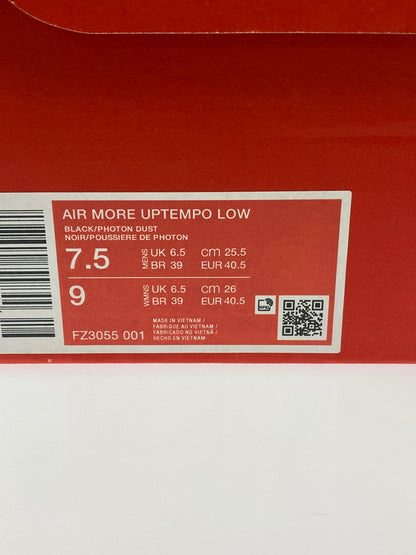 AIR MORE UPTEMPO LOW
BLACK/PHOTON DUST
NOIR/POUSSIERE DE PHOTON
7.5 MENS UK 6.5 CM 25.5
BR 39 EUR 40.5
9 WMNS UK 6.5 CM 26
BR 39 EUR 40.5
FZ3055 001
MADE IN VIETNAM /
FABRIQUE AU VIETNAM /
FABRICADO NO VIETNÃ /
HECHO EN VIETNAM